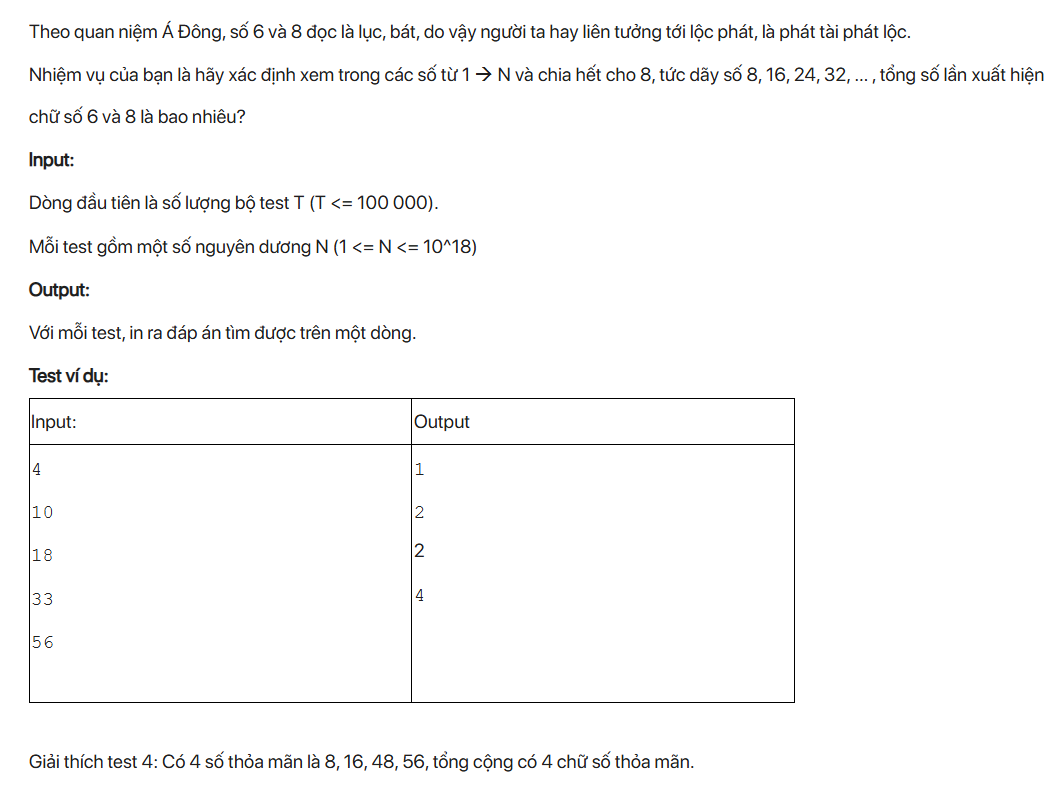 Theo quan niệm Á Đông, số 6 và 8 đọc là lục, bát, do vậy người ta hay liên tưởng tới lộc phát, là phát tài phát lộc.
Nhiệm vụ của bạn là hãy xác định xem trong các số từ 1 → N và chia hết cho 8, tức dãy số 8, 16, 24, 32, ... , tổng số lần xuất hiện
chữ số 6 và 8 là bao nhiêu?
Input:
Dòng đầu tiên là số lượng bộ test T (T <= 100 000).
Mỗi test gồm một số nguyên dương N (1 <= N <= 10^18)
Output:
Với mỗi test, in ra đáp án tìm được trên một dòng.
Test ví dụ:
Input: Output
4 1
10 2
18 2
33 4
56
Giải thích test 4: Có 4 số thỏa mãn là 8, 16, 48, 56, tổng cộng có 4 chữ số thỏa mãn.